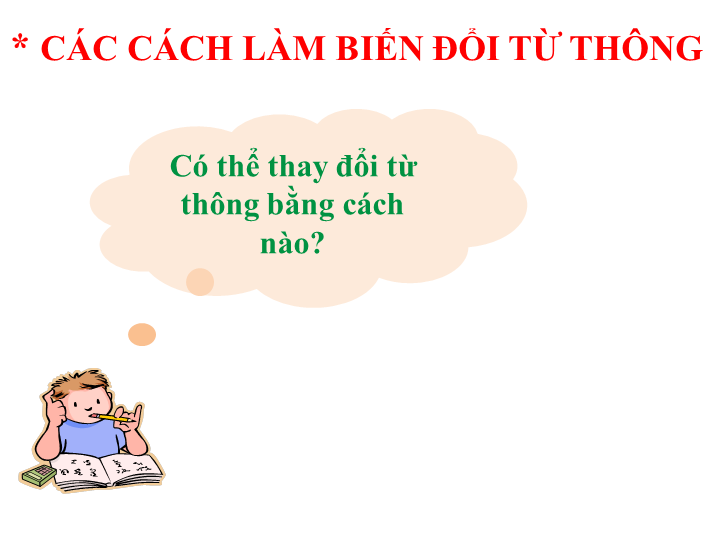 * CÁC CÁCH LÀM BIẾN ĐỔI TỪ THÔNG
Có thể thay đổi từ
thông bằng cách
nào?